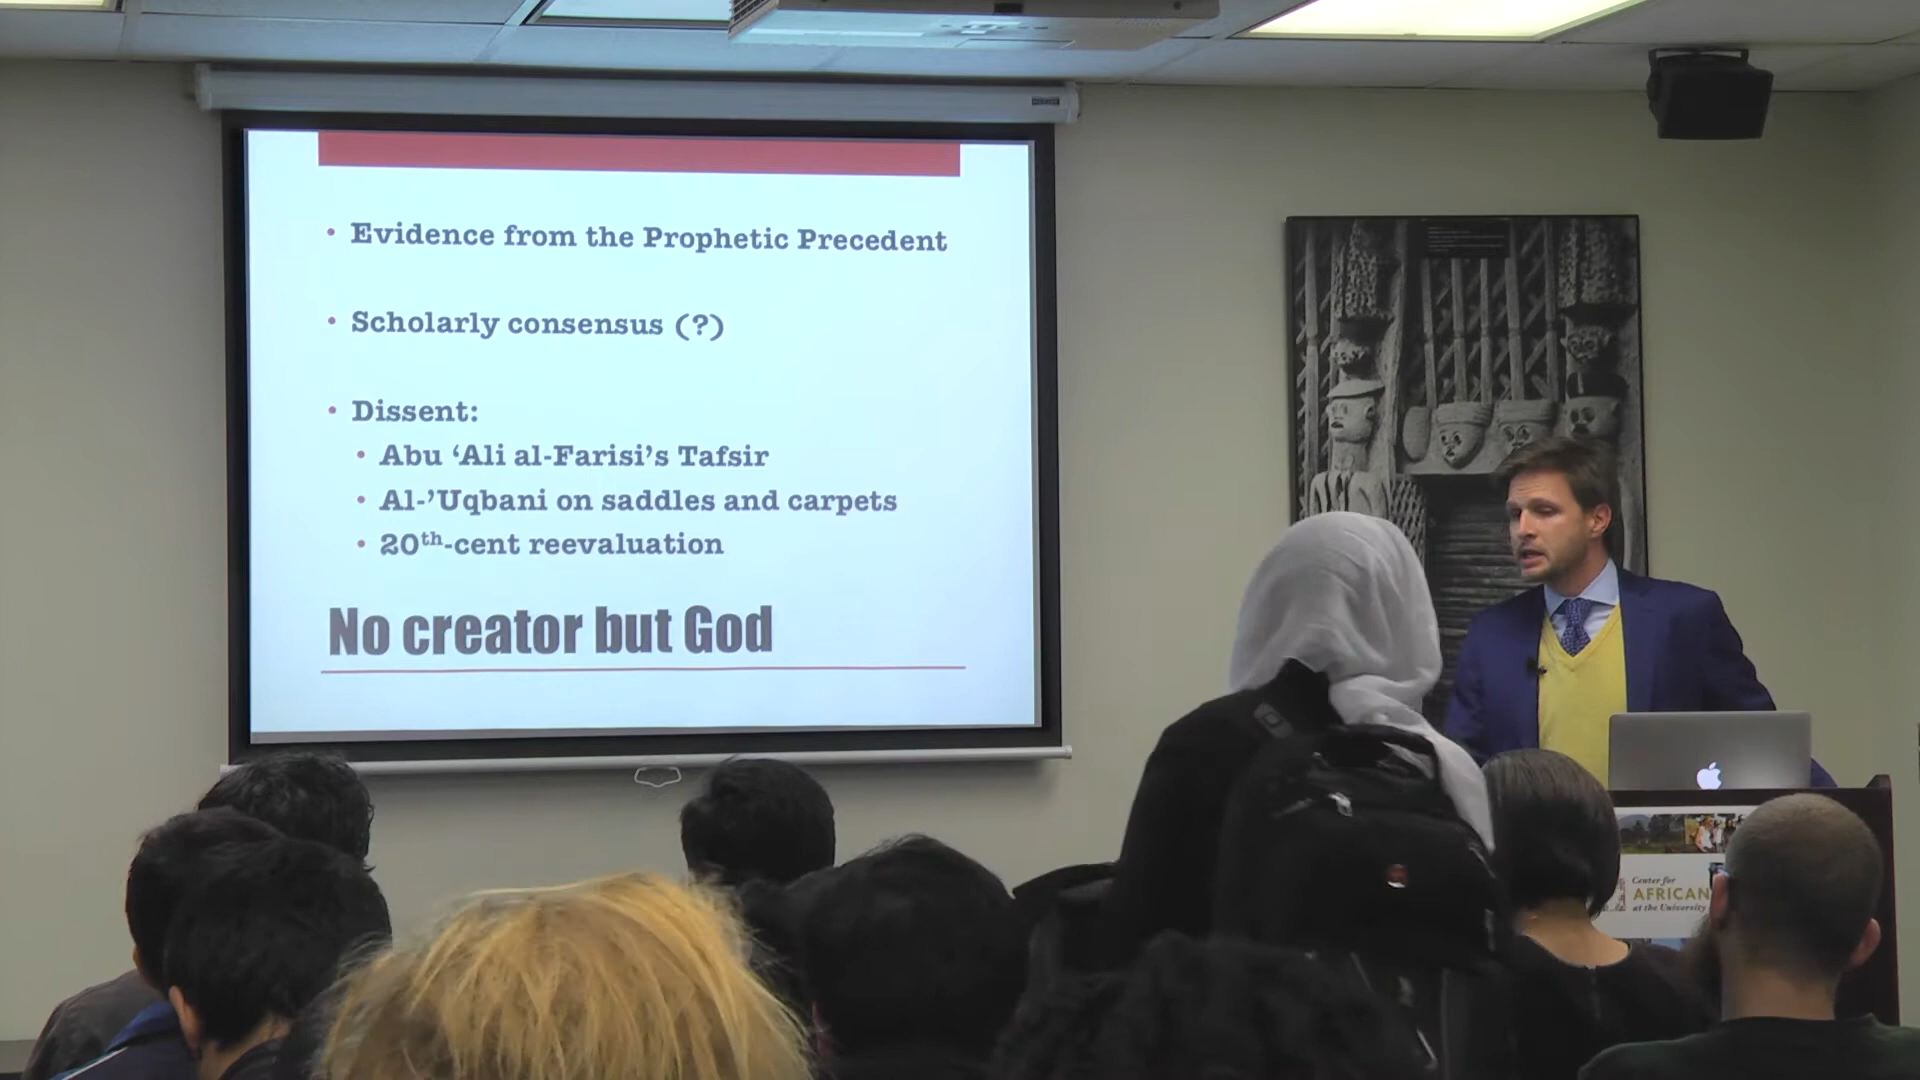 • Evidence from the Prophetic Precedent
• Scholarly consensus (?)
• Dissent:
• Abu ‘Ali al-Farisi’s Tafsir
• Al-’Uqbani on saddles and carpets
• 20th-cent reevaluation
No creator but God
Center for
AFRICAN
at the University